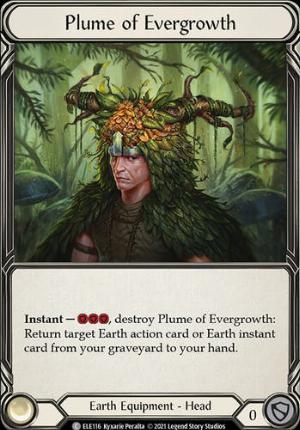 Plume of Evergrowth
Instant — , destroy Plume of Evergrowth:
Return target Earth action card or Earth instant
card from your graveyard to your hand.
Earth Equipment - Head
0
C ELE116 Kyxarie Peralta © 2021 Legend Story Studios